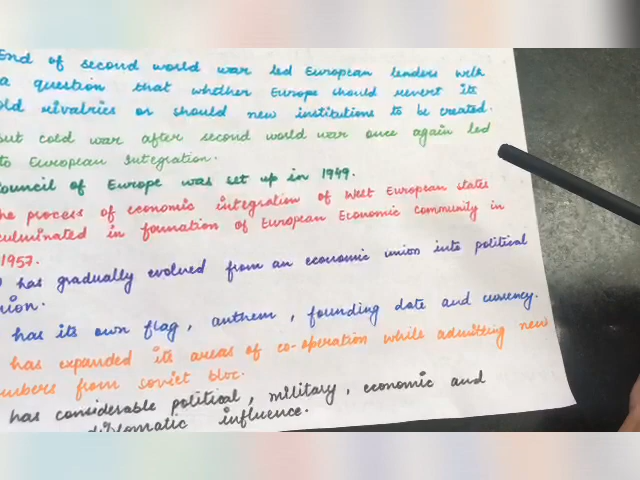 End of second world war led European leaders with
a question that whether Europe should revert its
old rivalries or should new institutions to be created.
but cold war after second world war once again led
to European Integration.
Council of Europe was set up in 1949.
The process of economic integration of West European states
culminated in formation of European Economic community in
1957.
has gradually evolved from an economic union into political
union.
has its own flag, anthem, founding date and currency.
has expanded its areas of co-operation while admitting new
members from soviet bloc.
has considerable political, military, economic and
diplomatic influence.